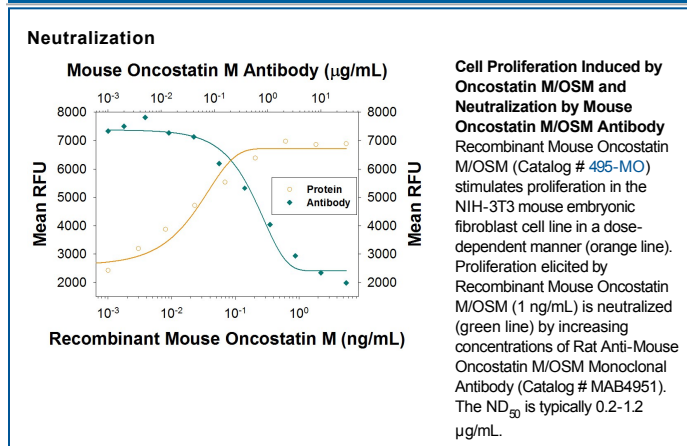 Neutralization
Mouse Oncostatin M Antibody (µg/mL)
10-3 10-2 10-1 100 101
8000 8000
7000 7000
6000 6000
5000 5000
4000 4000
3000 3000
2000 2000
Mean RFU
Mean RFU
Protein
Antibody
10-3 10-2 10-1 100
Recombinant Mouse Oncostatin M (ng/mL)
Cell Proliferation Induced by
Oncostatin M/OSM and
Neutralization by Mouse
Oncostatin M/OSM Antibody
Recombinant Mouse Oncostatin
M/OSM (Catalog # 495-MO)
stimulates proliferation in the
NIH-3T3 mouse embryonic
fibroblast cell line in a dose-
dependent manner (orange line).
Proliferation elicited by
Recombinant Mouse Oncostatin
M/OSM (1 ng/mL) is neutralized
(green line) by increasing
concentrations of Rat Anti-Mouse
Oncostatin M/OSM Monoclonal
Antibody (Catalog # MAB4951).
The ND50 is typically 0.2-1.2
µg/mL.